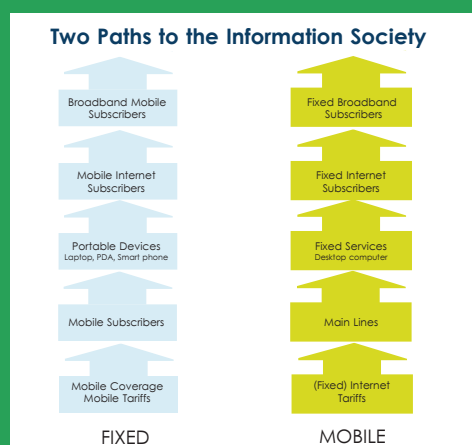 Two Paths to the Information Society
Broadband Mobile
Subscribers
Mobile Internet
Subscribers
Portable Devices
Laptop, PDA, Smart phone
Mobile Subscribers
Mobile Coverage
Mobile Tariffs
FIXED
Fixed Broadband
Subscribers
Fixed Internet
Subscribers
Fixed Services
Desktop computer
Main Lines
(Fixed) Internet
Tariffs
MOBILE